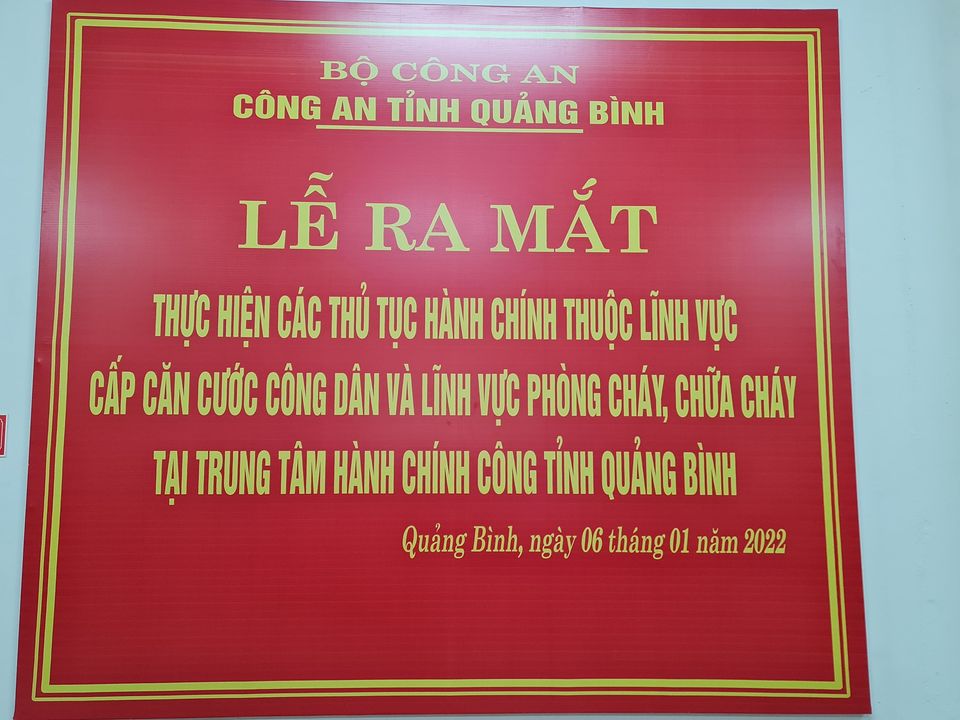 BỘ CÔNG AN
CÔNG AN TỈNH QUẢNG BÌNH
LỄ RA MẮT
THỰC HIỆN CÁC THỦ TỤC HÀNH CHÍNH THUỘC LĨNH VỰC
CẤP CĂN CƯỚC CÔNG DÂN VÀ LĨNH VỰC PHÒNG CHÁY, CHỮA CHÁY
TẠI TRUNG TÂM HÀNH CHÍNH CÔNG TỈNH QUẢNG BÌNH
Quảng Bình, ngày 06 tháng 01 năm 2022